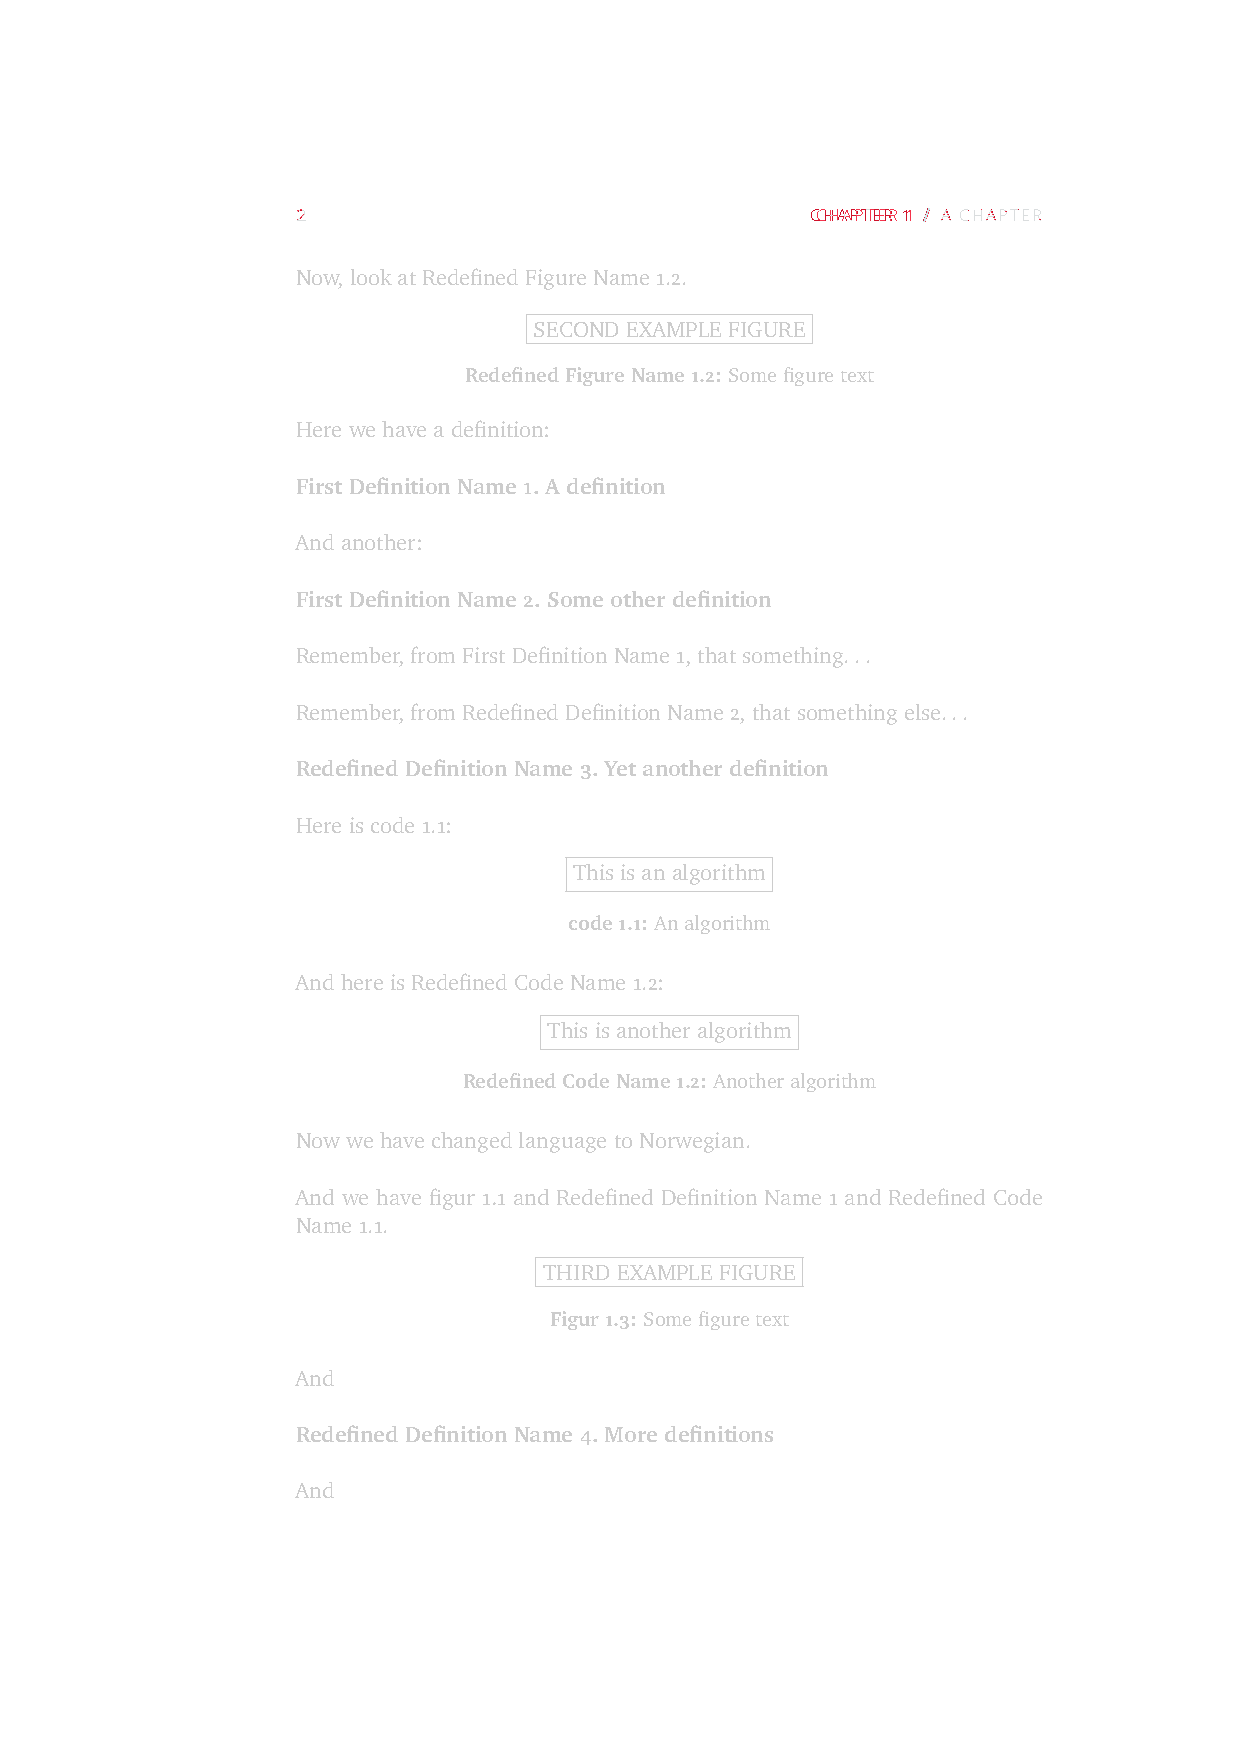 2 CHAPTER 1 / A CHAPTER
Now, look at Redefined Figure Name 1.2.
SECOND EXAMPLE FIGURE
Redefined Figure Name 1.2: Some figure text
Here we have a definition:
First Definition Name 1. A definition
And another:
First Definition Name 2. Some other definition
Remember, from First Definition Name 1, that something. . .
Remember, from Redefined Definition Name 2, that something else. . .
Redefined Definition Name 3. Yet another definition
Here is code 1.1:
This is an algorithm
code 1.1: An algorithm
And here is Redefined Code Name 1.2:
This is another algorithm
Redefined Code Name 1.2: Another algorithm
Now we have changed language to Norwegian.
And we have figur 1.1 and Redefined Definition Name 1 and Redefined Code
Name 1.1.
THIRD EXAMPLE FIGURE
Figur 1.3: Some figure text
And
Redefined Definition Name 4. More definitions
And